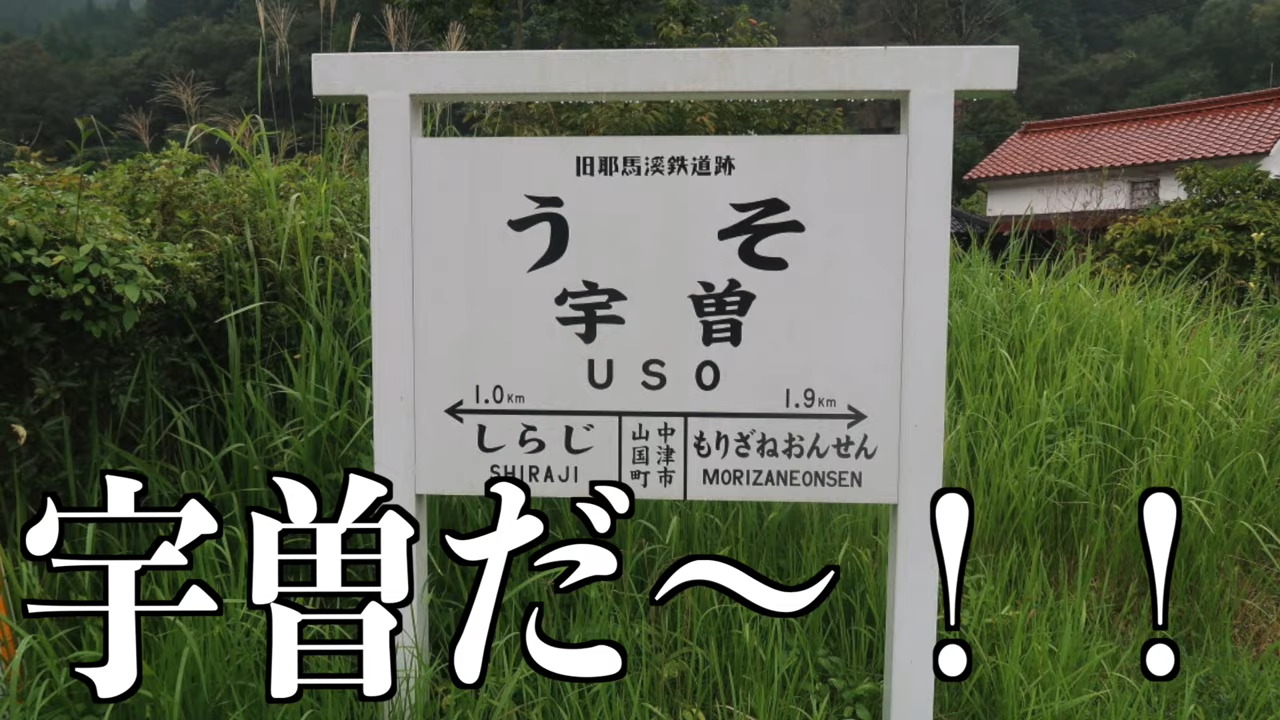 旧耶馬渓鉄道跡
うそ
宇曽
USO
1.0Km 1.9Km
しらじ
SHIRAJI
中津市
山国町
もりざねおんせん
MORIZANEONSEN
宇曽だ～！！